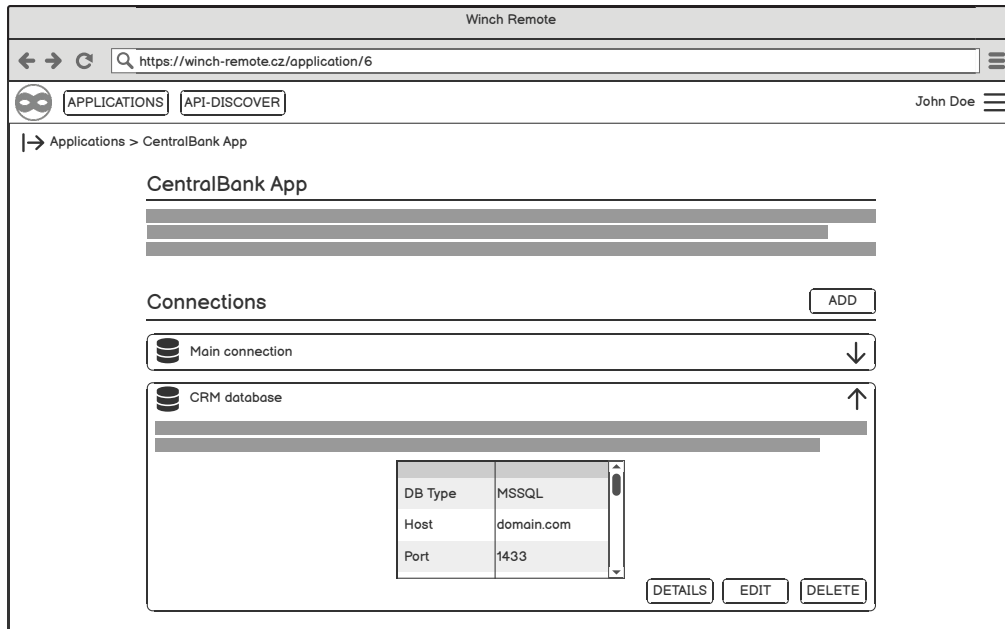 Winch Remote
https://winch-remote.cz/application/6
APPLICATIONS API-DISCOVER John Doe
Applications > CentralBank App
CentralBank App
Connections ADD
Main connection
CRM database
DB Type MSSQL
Host domain.com
Port 1433
DETAILS EDIT DELETE